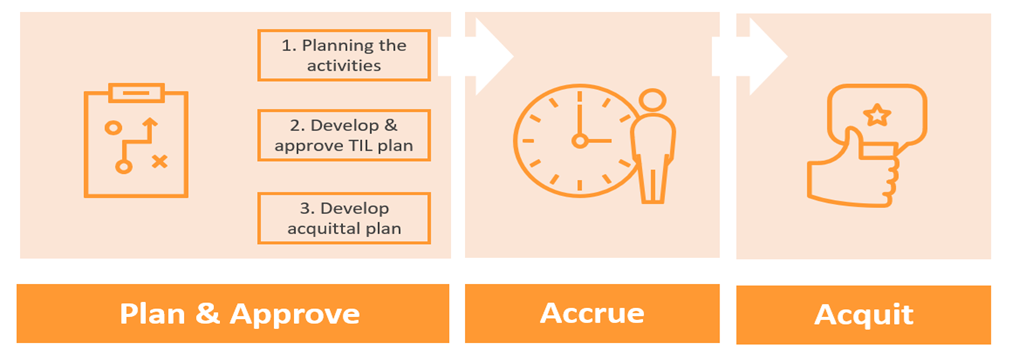 1. Planning the
activities
2. Develop &
approve TIL plan
3. Develop
acquittal plan
Plan & Approve
Accrue
Acquit